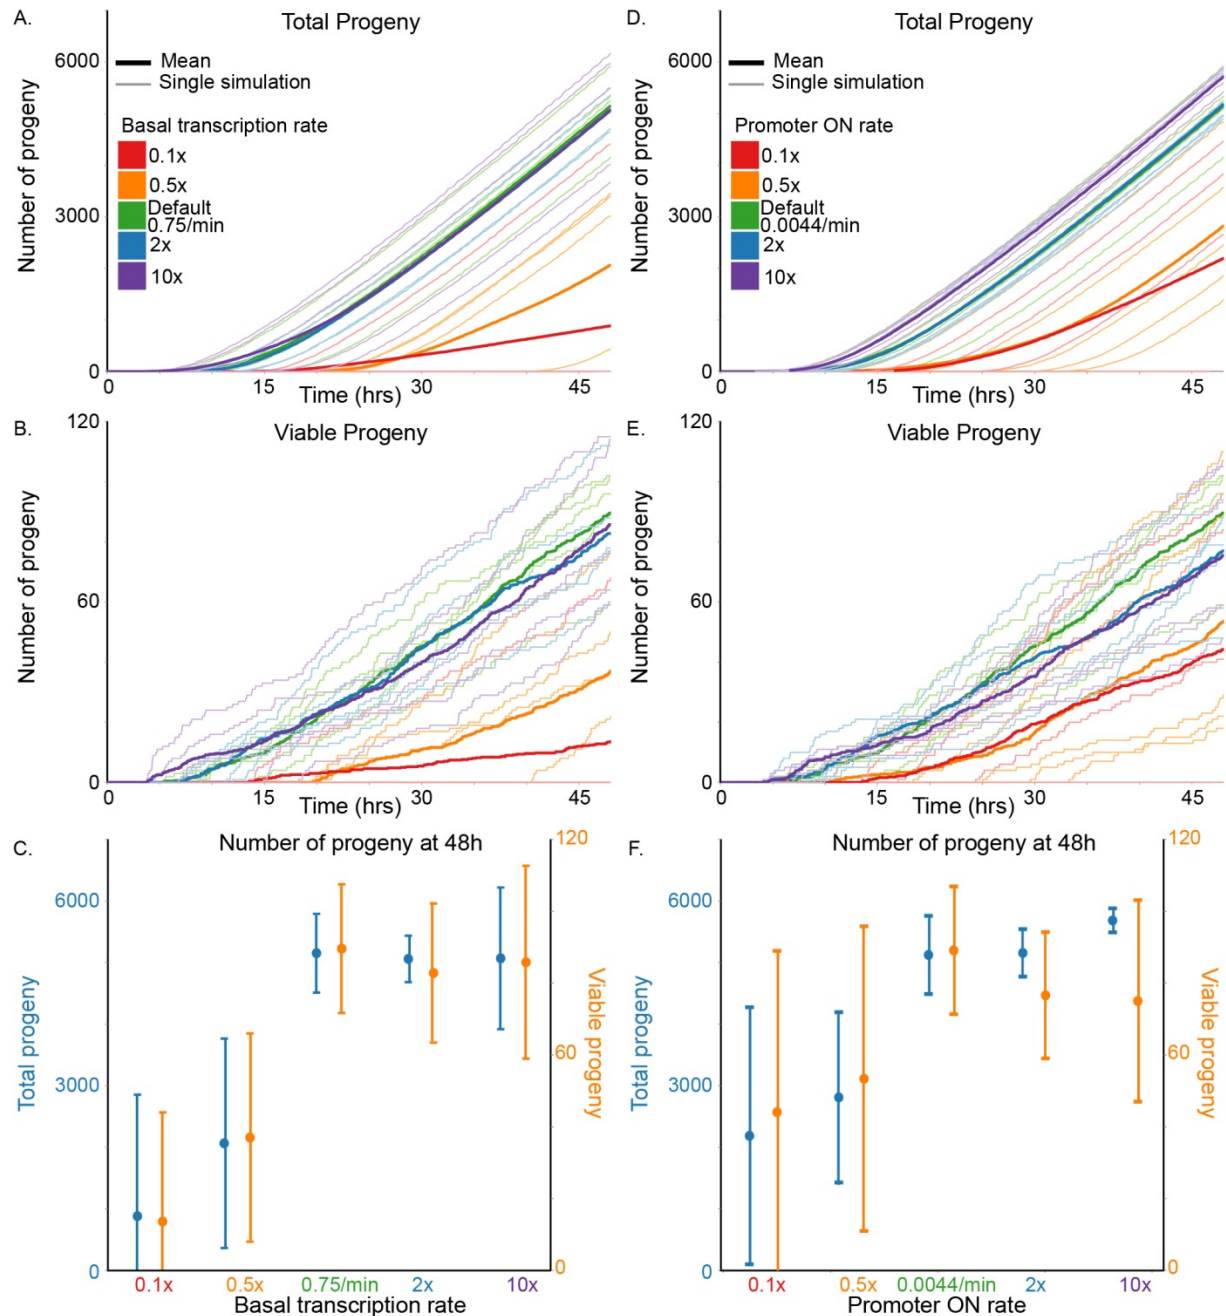 A.
Total Progeny
Number of progeny
6000
3000
0
Mean
Single simulation
Basal transcription rate
0.1x
0.5x
Default
0.75/min
2x
10x
0
15
30
45
Time (hrs)
D.
Total Progeny
Number of progeny
6000
3000
0
Mean
Single simulation
Promoter ON rate
0.1x
0.5x
Default
0.0044/min
2x
10x
0
15
30
45
Time (hrs)
B.
Viable Progeny
Number of progeny
120
60
0
0
15
30
45
Time (hrs)
E.
Viable Progeny
Number of progeny
120
60
0
0
15
30
45
Time (hrs)
C.
Number of progeny at 48h
Total progeny
6000
3000
0
120
60
0
Viable progeny
0.1x
0.5x
0.75/min
2x
10x
Basal transcription rate
F.
Number of progeny at 48h
Total progeny
6000
3000
0
120
60
0
Viable progeny
0.1x
0.5x
0.0044/min
2x
10x
Promoter ON rate